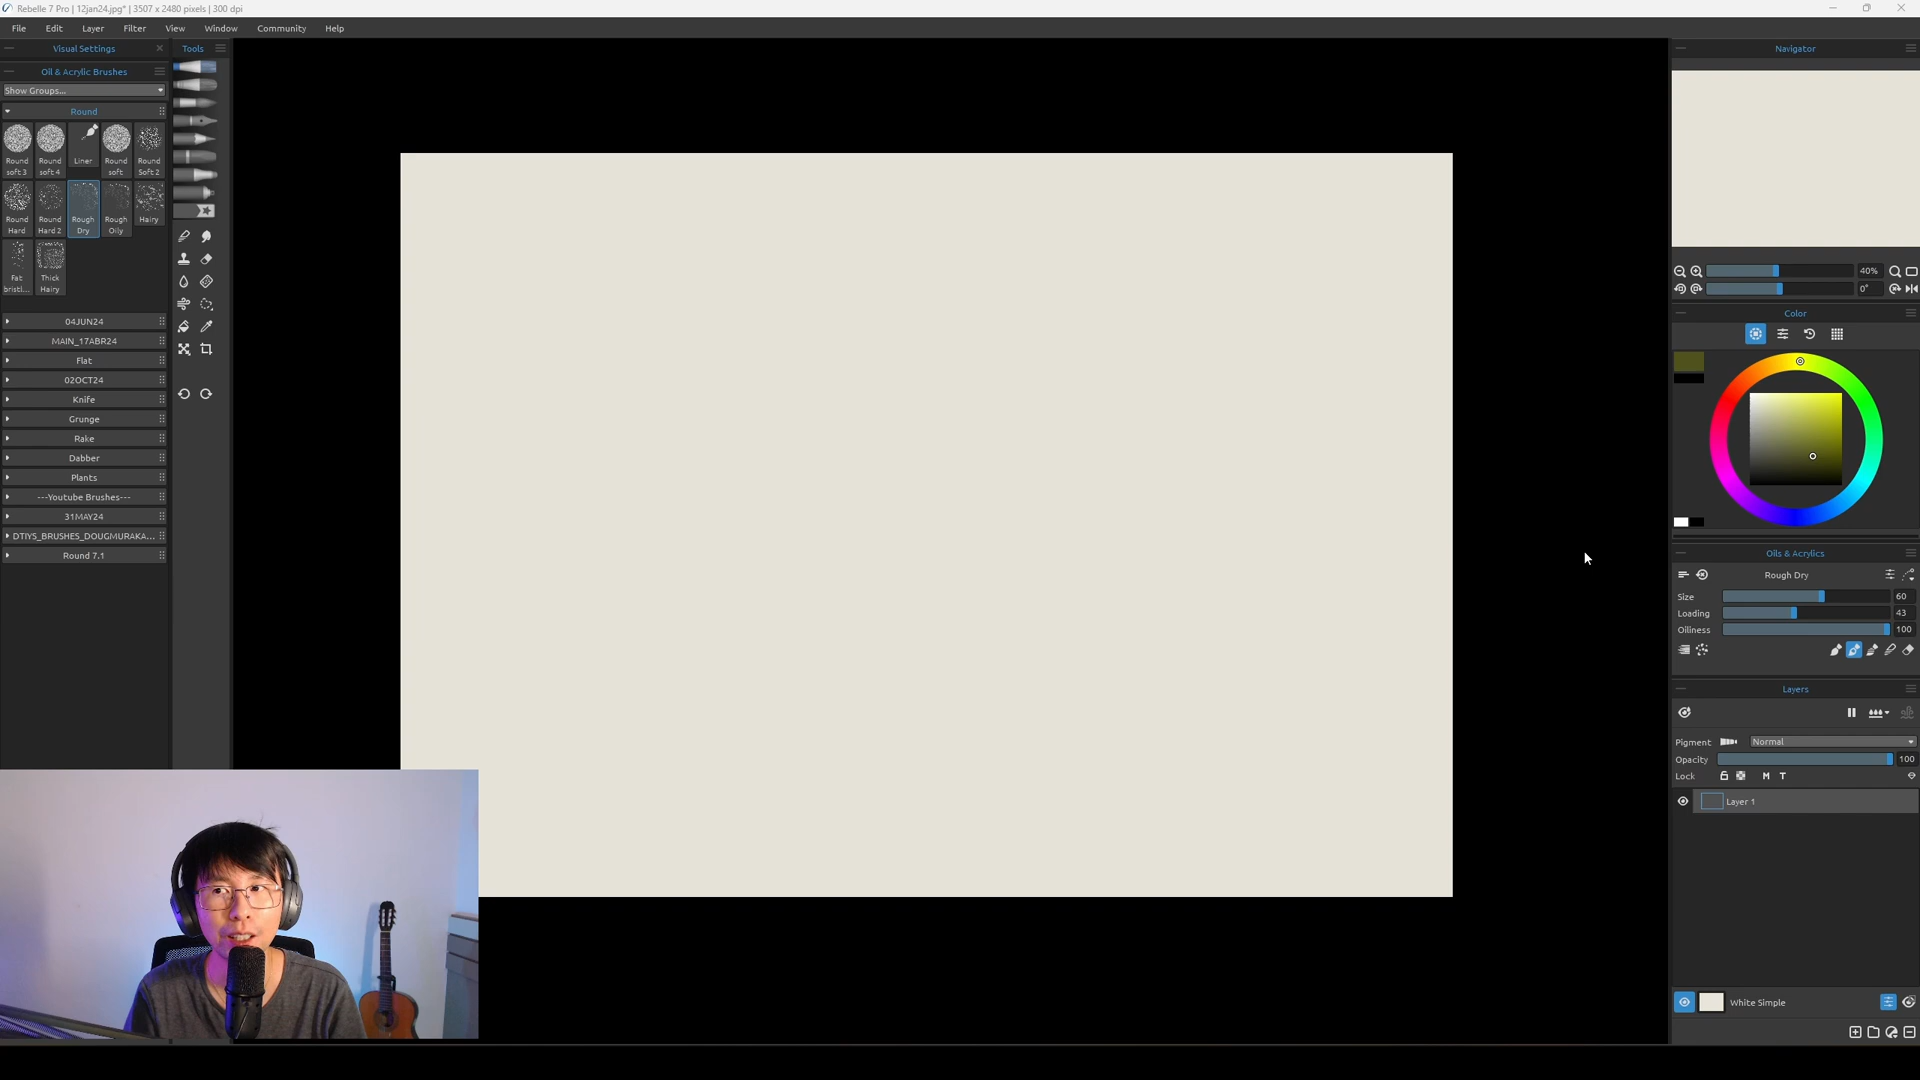 Rebelle 7 Pro | 12jan24.jpg* | 3507 x 2480 pixels | 300 dpi
File Edit Layer Filter View Window Community Help
Visual Settings
Oil & Acrylic Brushes
Show Groups...
Round
Round soft 3
Round soft 4
Liner
Round soft
Round Soft 2
Round Hard
Round Hard 2
Rough Dry
Rough Oily
Hairy
Fat bristl...
Thick Hairy
04JUN24
MAIN_17ABR24
Flat
02OCT24
Knife
Grunge
Rake
Dabber
Plants
---Youtube Brushes---
31MAY24
DTIYS_BRUSHES_DOUGMURAKA...
Round 7.1
Tools
Navigator
40%
0°
Color
Oils & Acrylics
Rough Dry
Size 60
Loading 43
Oiliness 100
Layers
Pigment Normal
Opacity 100
Lock M T
Layer 1
White Simple